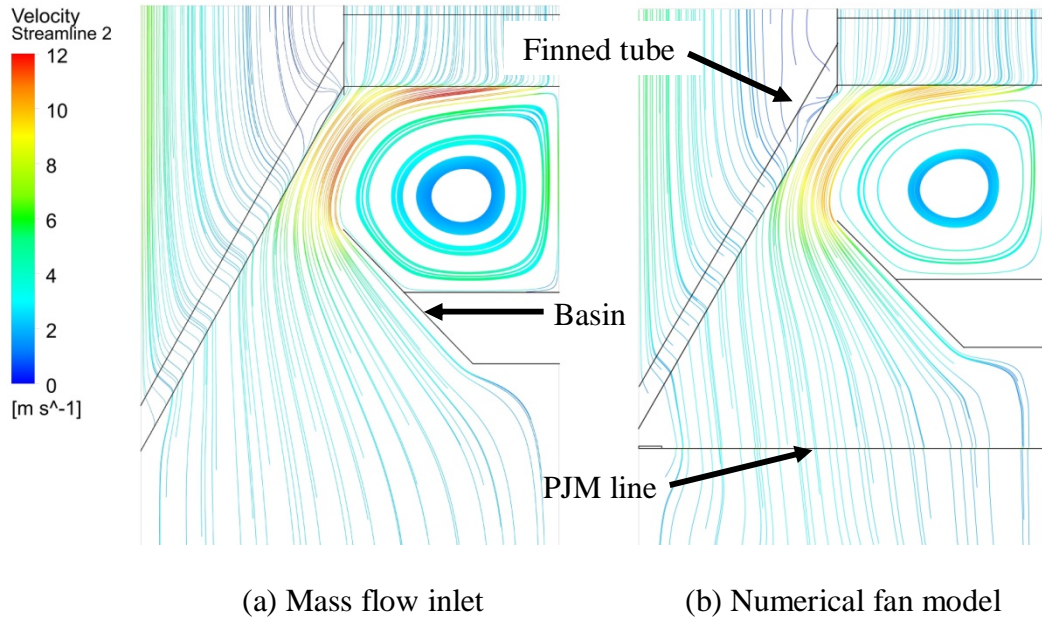 Velocity
Streamline 2
12
10
8
6
4
2
0
[m s^-1]
Finned tube
Basin
PJM line
(a) Mass flow inlet
(b) Numerical fan model